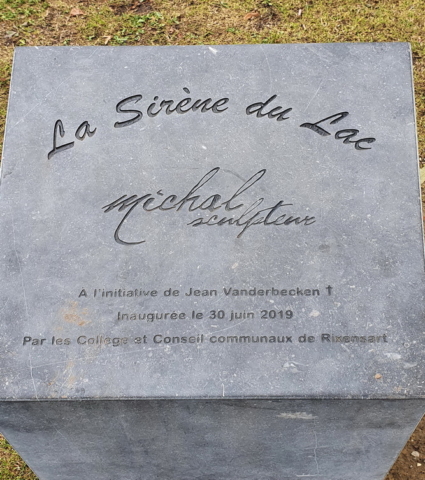 La Sirène du Lac
michal
sculpteur
A l'initiative de Jean Vanderbecken †
Inaugurée le 30 juin 2019
Par les Collège et Conseil communaux de Rixensart